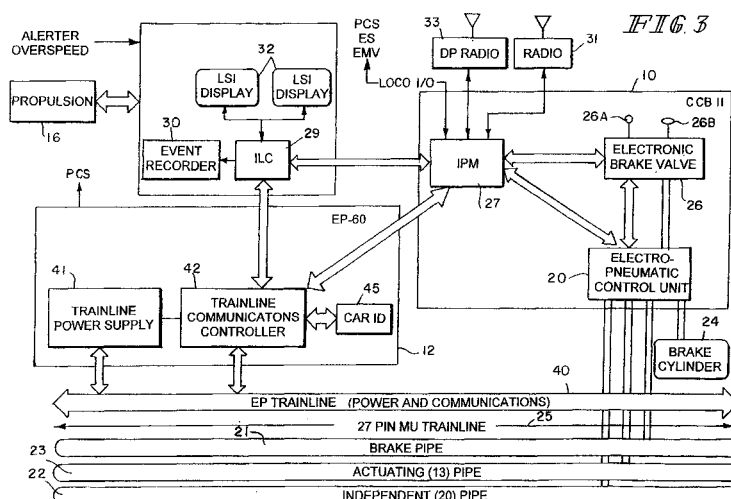 ALERTER
OVERSPEED
PROPULSION
16
32
LSI
DISPLAY
LSI
DISPLAY
30
EVENT
RECORDER
29
ILC
PCS
ES
EMV
LOCO I/O
33
DP RADIO
RADIO
31
FIG 3
10
CCB II
26A
26B
IPM
27
ELECTRONIC
BRAKE VALVE
26
20
ELECTRO-
PNEUMATIC
CONTROL UNIT
24
BRAKE
CYLINDER
PCS
EP-60
41
TRAINLINE
POWER SUPPLY
42
TRAINLINE
COMMUNICATONS
CONTROLLER
45
CAR ID
12
40
EP TRAINLINE (POWER AND COMMUNICATIONS)
27 PIN MU TRAINLINE
25
21
BRAKE PIPE
23
ACTUATING (13) PIPE
22
INDEPENDENT (20) PIPE